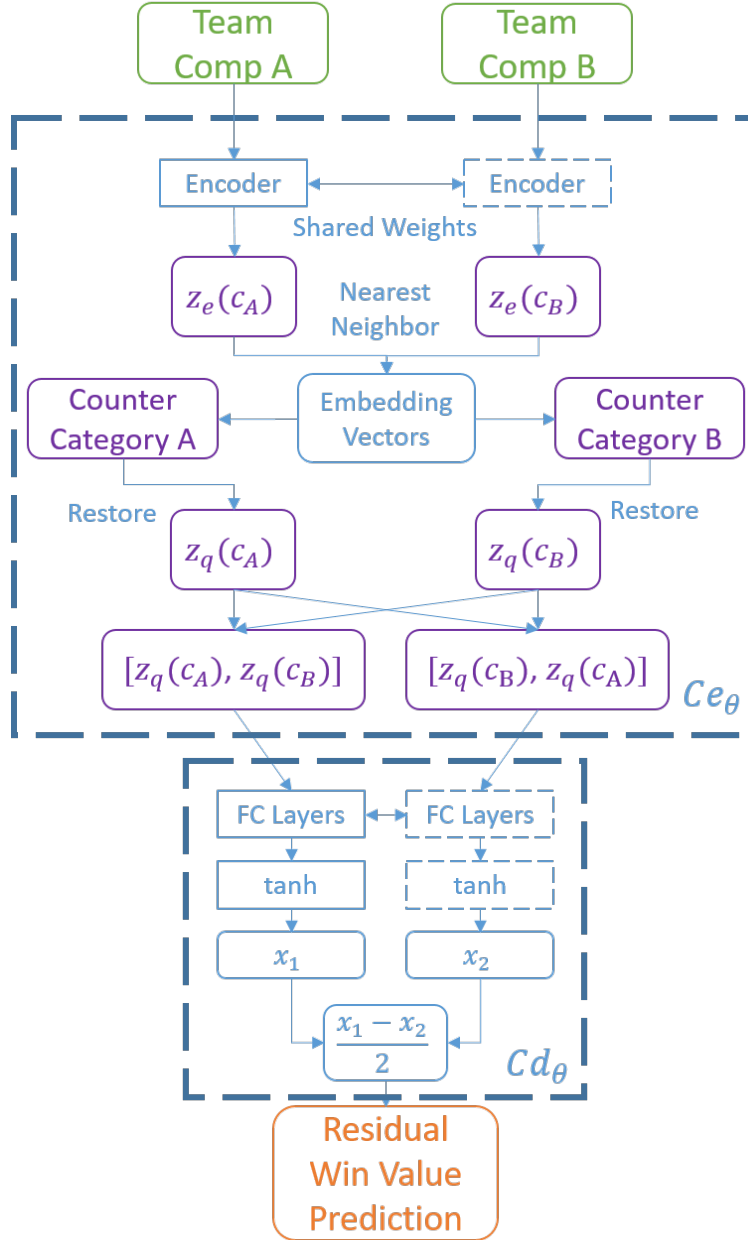 Team
Comp A
Team
Comp B
Encoder
Encoder
Shared Weights
z_e(c_A)
Nearest
Neighbor
z_e(c_B)
Counter
Category A
Embedding
Vectors
Counter
Category B
Restore
Restore
z_q(c_A)
z_q(c_B)
[z_q(c_A), z_q(c_B)]
[z_q(c_B), z_q(c_A)]
Ce_θ
FC Layers
FC Layers
tanh
tanh
x_1
x_2
x_1 − x_2
2
Cd_θ
Residual
Win Value
Prediction